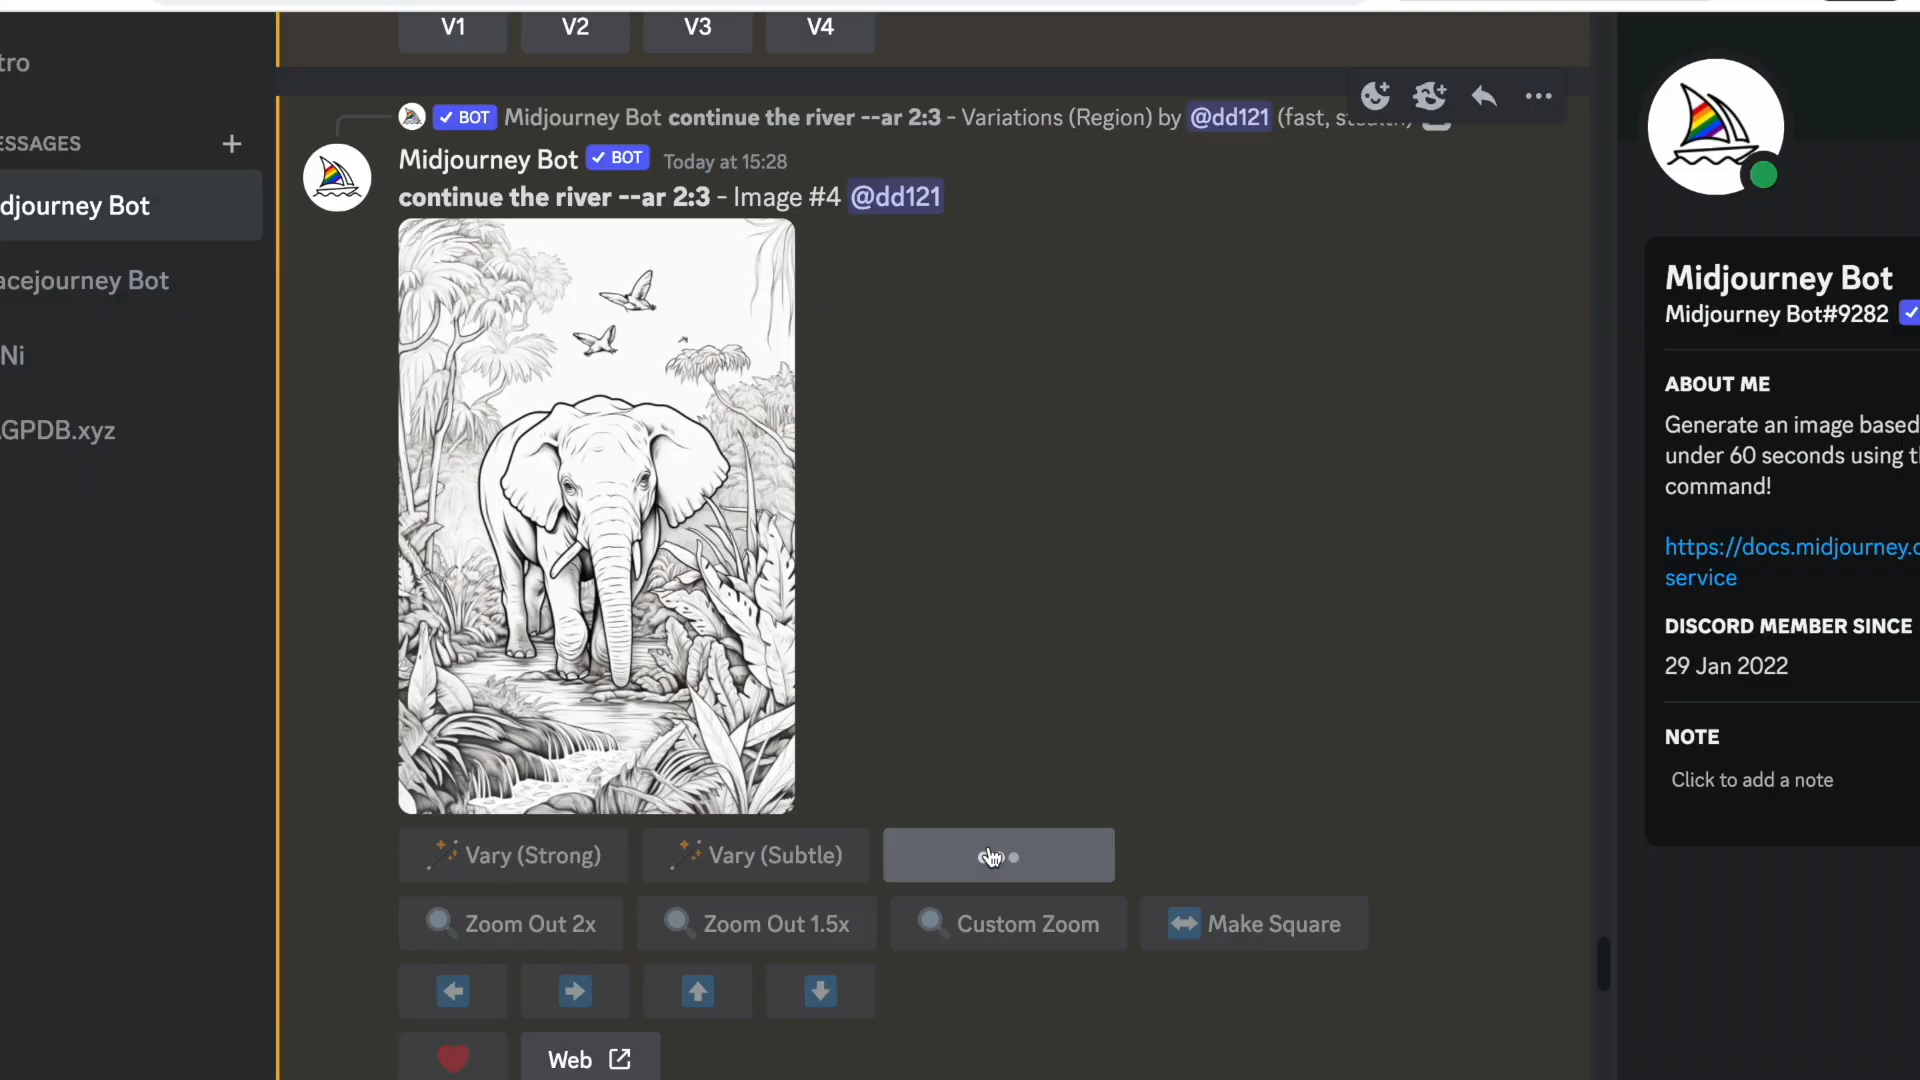 V1 V2 V3 V4
tro
ESSAGES +
djourney Bot
acejourney Bot
Ni
GPDB.xyz
BOT Midjourney Bot continue the river --ar 2:3 - Variations (Region) by @dd121 (fast, stealth)
Midjourney Bot BOT Today at 15:28
continue the river --ar 2:3 - Image #4 @dd121
Vary (Strong) Vary (Subtle)
Zoom Out 2x Zoom Out 1.5x Custom Zoom Make Square
Web
Midjourney Bot
Midjourney Bot#9282
ABOUT ME
Generate an image based
under 60 seconds using t
command!
https://docs.midjourney.c
service
DISCORD MEMBER SINCE
29 Jan 2022
NOTE
Click to add a note